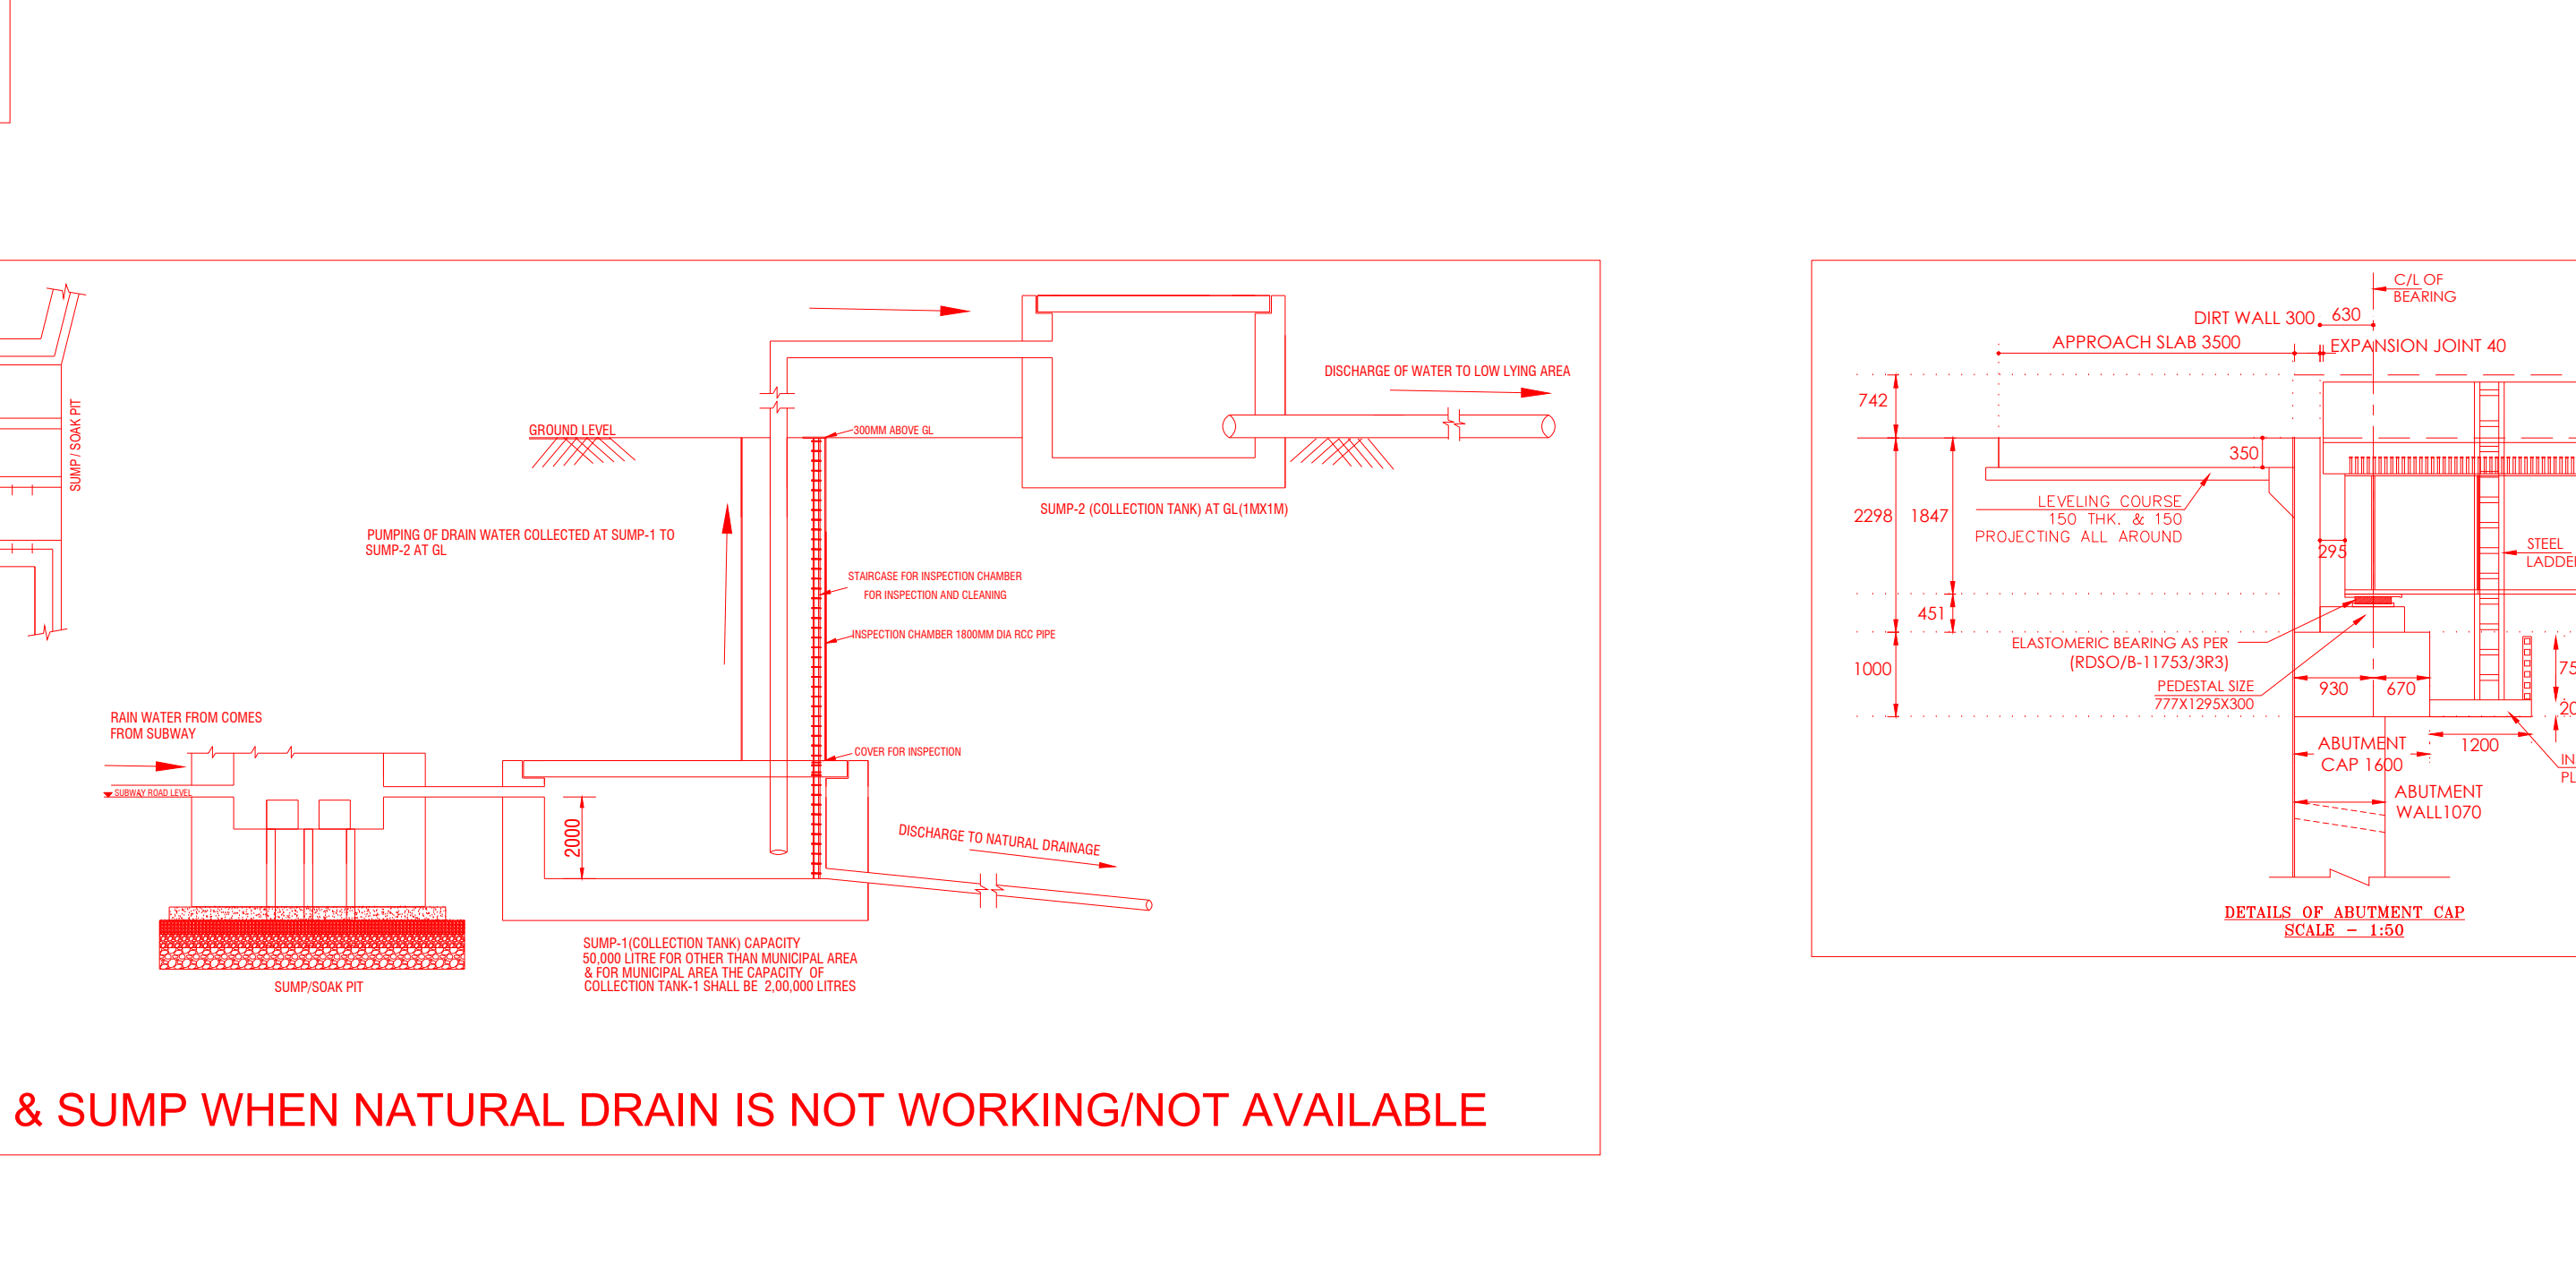 SUMP / SOAK PIT
GROUND LEVEL
300MM ABOVE GL
DISCHARGE OF WATER TO LOW LYING AREA
SUMP-2 (COLLECTION TANK) AT GL(1MX1M)
PUMPING OF DRAIN WATER COLLECTED AT SUMP-1 TO
SUMP-2 AT GL
STAIRCASE FOR INSPECTION CHAMBER
FOR INSPECTION AND CLEANING
INSPECTION CHAMBER 1800MM DIA RCC PIPE
RAIN WATER FROM COMES
FROM SUBWAY
SUBWAY ROAD LEVEL
COVER FOR INSPECTION
2000
DISCHARGE TO NATURAL DRAINAGE
SUMP-1(COLLECTION TANK) CAPACITY
50,000 LITRE FOR OTHER THAN MUNICIPAL AREA
& FOR MUNICIPAL AREA THE CAPACITY OF
COLLECTION TANK-1 SHALL BE 2,00,000 LITRES
SUMP/SOAK PIT
& SUMP WHEN NATURAL DRAIN IS NOT WORKING/NOT AVAILABLE
C/L OF
BEARING
DIRT WALL 300
630
APPROACH SLAB 3500
EXPANSION JOINT 40
742
350
LEVELING COURSE
150 THK. & 150
PROJECTING ALL AROUND
2298
1847
295
STEEL
451
ELASTOMERIC BEARING AS PER
(RDSO/B-11753/3R3)
1000
PEDESTAL SIZE
777X1295X300
930
670
ABUTMENT
CAP 1600
1200
ABUTMENT
WALL1070
DETAILS OF ABUTMENT CAP
SCALE - 1:50